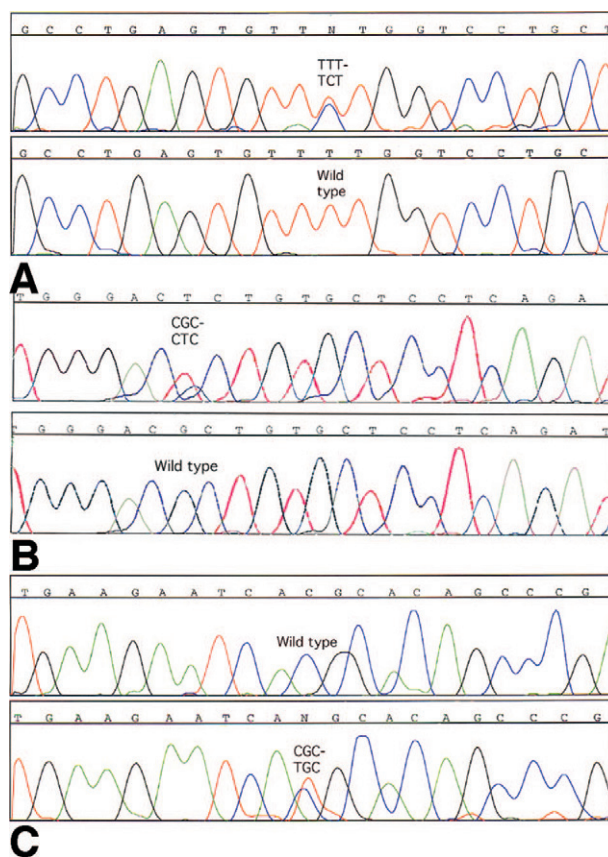 G C C T G A G T G T T N T G G T C C T G C T
TTT-
TCT
G C C T G A G T G T T T T G G T C C T G C
Wild
type
A
T G G G A C T C T G T G C T C C T C A G A
CGC-
CTC
T G G G A C G C T G T G C T C C T C A G A T
Wild type
B
T G A A G A A T C A C G C A C A G C C C G
Wild type
T G A A G A A T C A N G C A C A G C C C G
CGC-
TGC
C